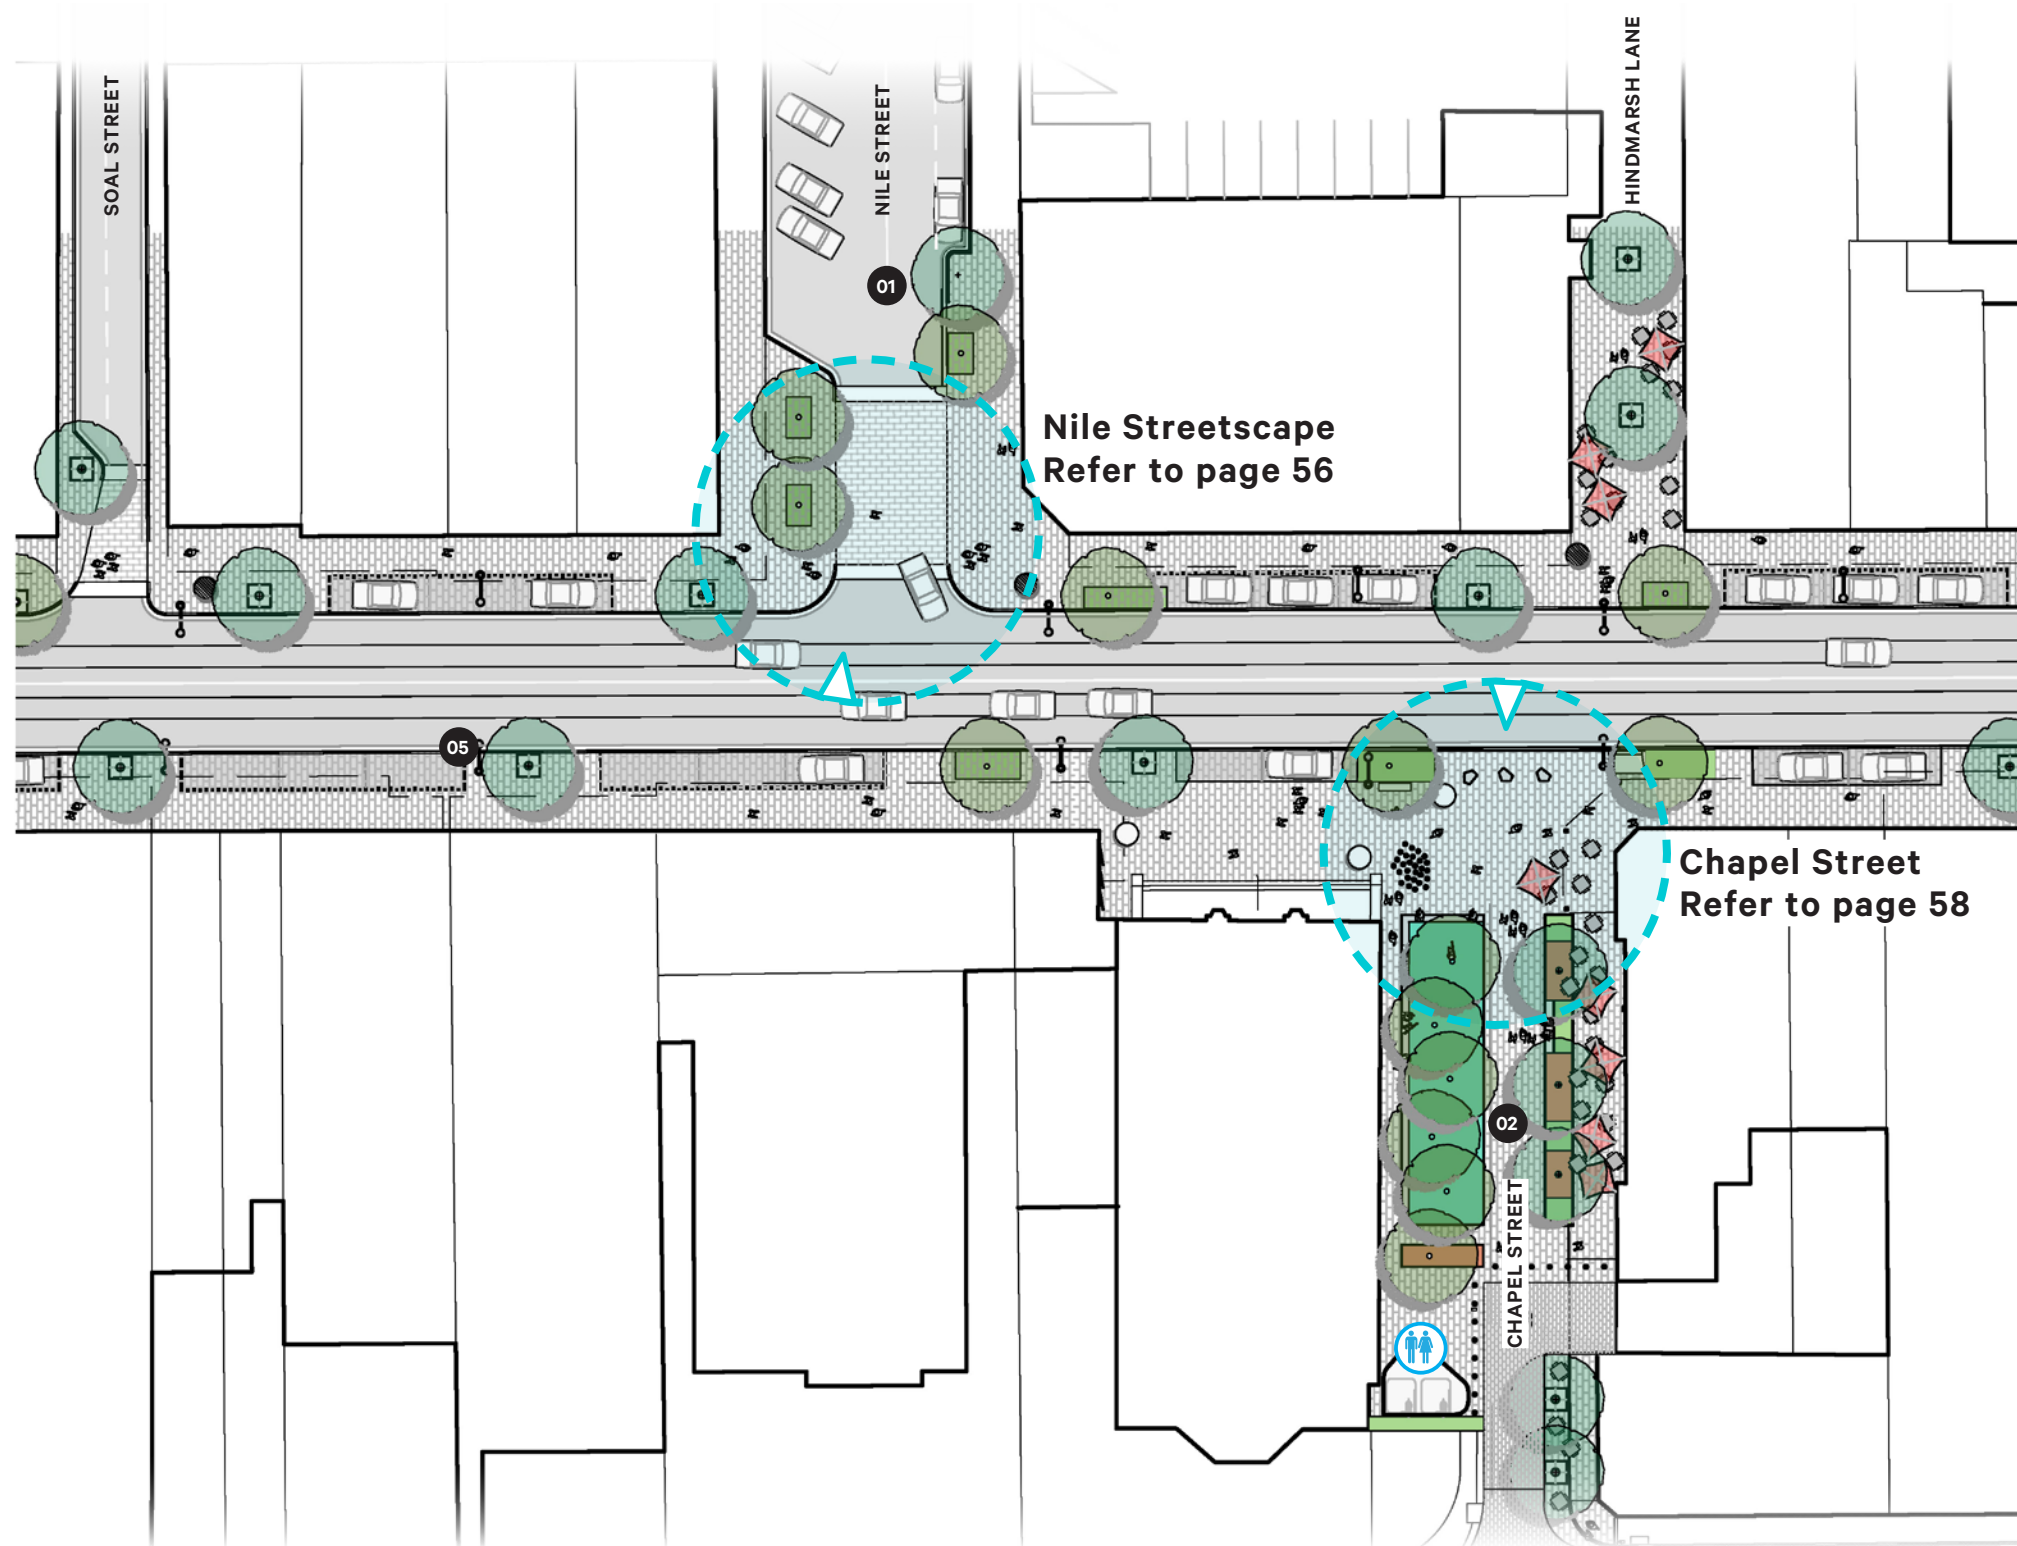 SOAL STREET
NILE STREET
HINDMARSH LANE
01
Nile Streetscape
Refer to page 56
05
Chapel Street
Refer to page 58
02
CHAPEL STREET